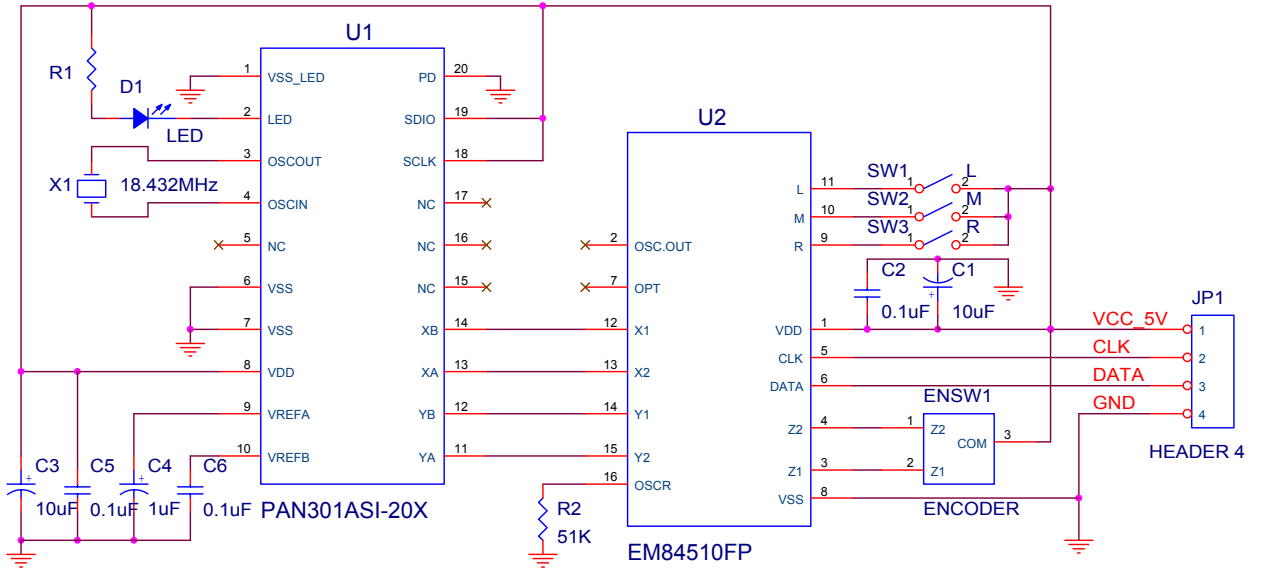 U1
R1
D1
LED
X1
18.432MHz
1 VSS_LED
2 LED
3 OSCOUT
4 OSCIN
5 NC
6 VSS
7 VSS
8 VDD
9 VREFA
10 VREFB
PD 20
SDIO 19
SCLK 18
NC 17
NC 16
NC 15
XB 14
XA 13
YB 12
YA 11
PAN301ASI-20X
C3 +
10uF
C5
0.1uF
C4 +
1uF
C6
0.1uF
U2
2 OSC.OUT
7 OPT
12 X1
13 X2
14 Y1
15 Y2
16 OSCR
L 11
M 10
R 9
VDD 1
CLK 5
DATA 6
Z2 4
Z1 3
VSS 8
EM84510FP
R2
51K
SW1 1 2 L
SW2 1 2 M
SW3 1 2 R
C2
0.1uF
C1
+
10uF
ENSW1
1 Z2
2 Z1
COM 3
ENCODER
JP1
VCC_5V 1
CLK 2
DATA 3
GND 4
HEADER 4